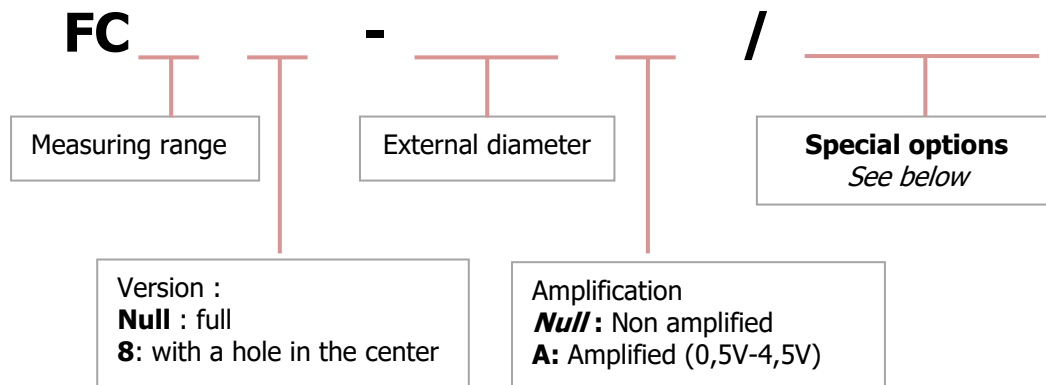 FC - /
Measuring range
External diameter
Special options
See below
Version :
Null : full
8: with a hole in the center
Amplification
Null : Non amplified
A: Amplified (0,5V-4,5V)